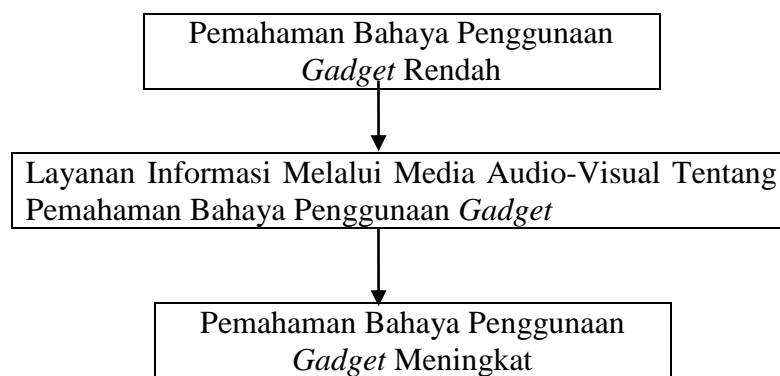 Pemahaman Bahaya Penggunaan
Gadget Rendah
Layanan Informasi Melalui Media Audio-Visual Tentang
Pemahaman Bahaya Penggunaan Gadget
Pemahaman Bahaya Penggunaan
Gadget Meningkat